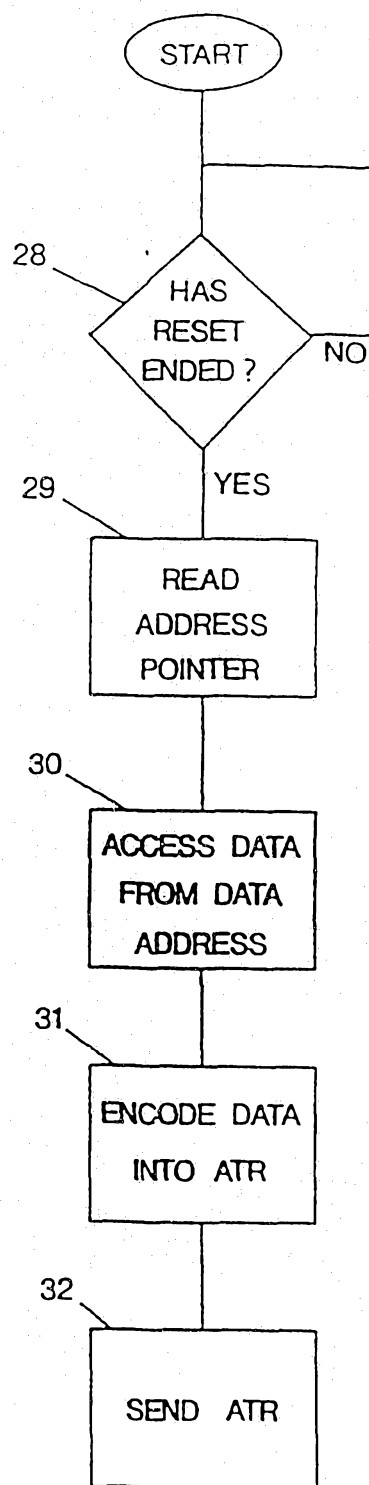 START
28
HAS
RESET
ENDED?
NO
YES
29
READ
ADDRESS
POINTER
30
ACCESS DATA
FROM DATA
ADDRESS
31
ENCODE DATA
INTO ATR
32
SEND ATR